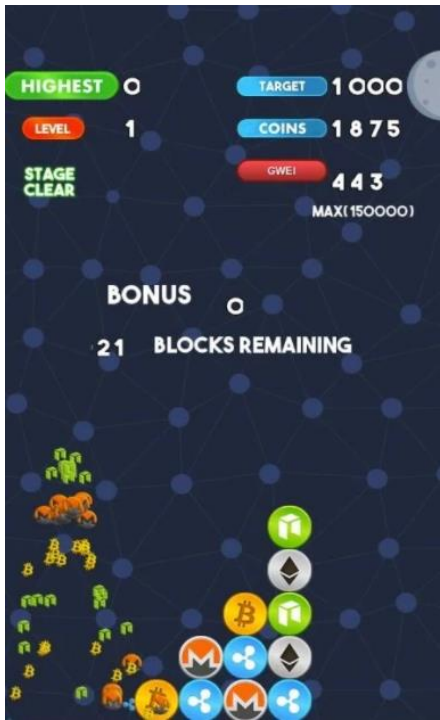 HIGHEST 0
TARGET 1000
LEVEL 1
COINS 1875
STAGE
CLEAR
GWEI
443
MAX(150000)
BONUS 0
21 BLOCKS REMAINING